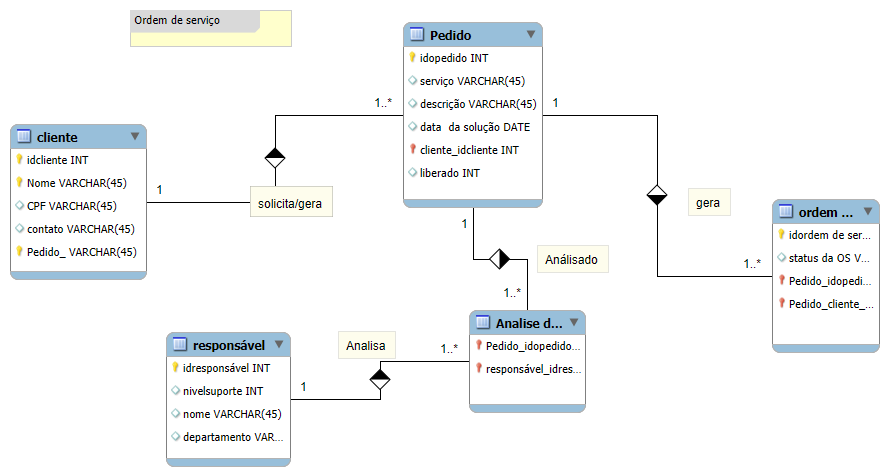 Ordem de serviço
Pedido
idopedido INT
serviço VARCHAR(45)
descrição VARCHAR(45)
data da solução DATE
cliente_idcliente INT
liberado INT
1..*
1
cliente
idcliente INT
Nome VARCHAR(45)
CPF VARCHAR(45)
contato VARCHAR(45)
Pedido_ VARCHAR(45)
1
solicita/gera
gera
ordem ...
idordem de ser...
status da OS V...
Pedido_idopedi...
Pedido_cliente_...
1..*
1
Análisado
1..*
Analise d...
Pedido_idopedido...
responsável_idres...
responsável
idresponsável INT
nivelsuporte INT
nome VARCHAR(45)
departamento VAR...
Analisa
1..*
1